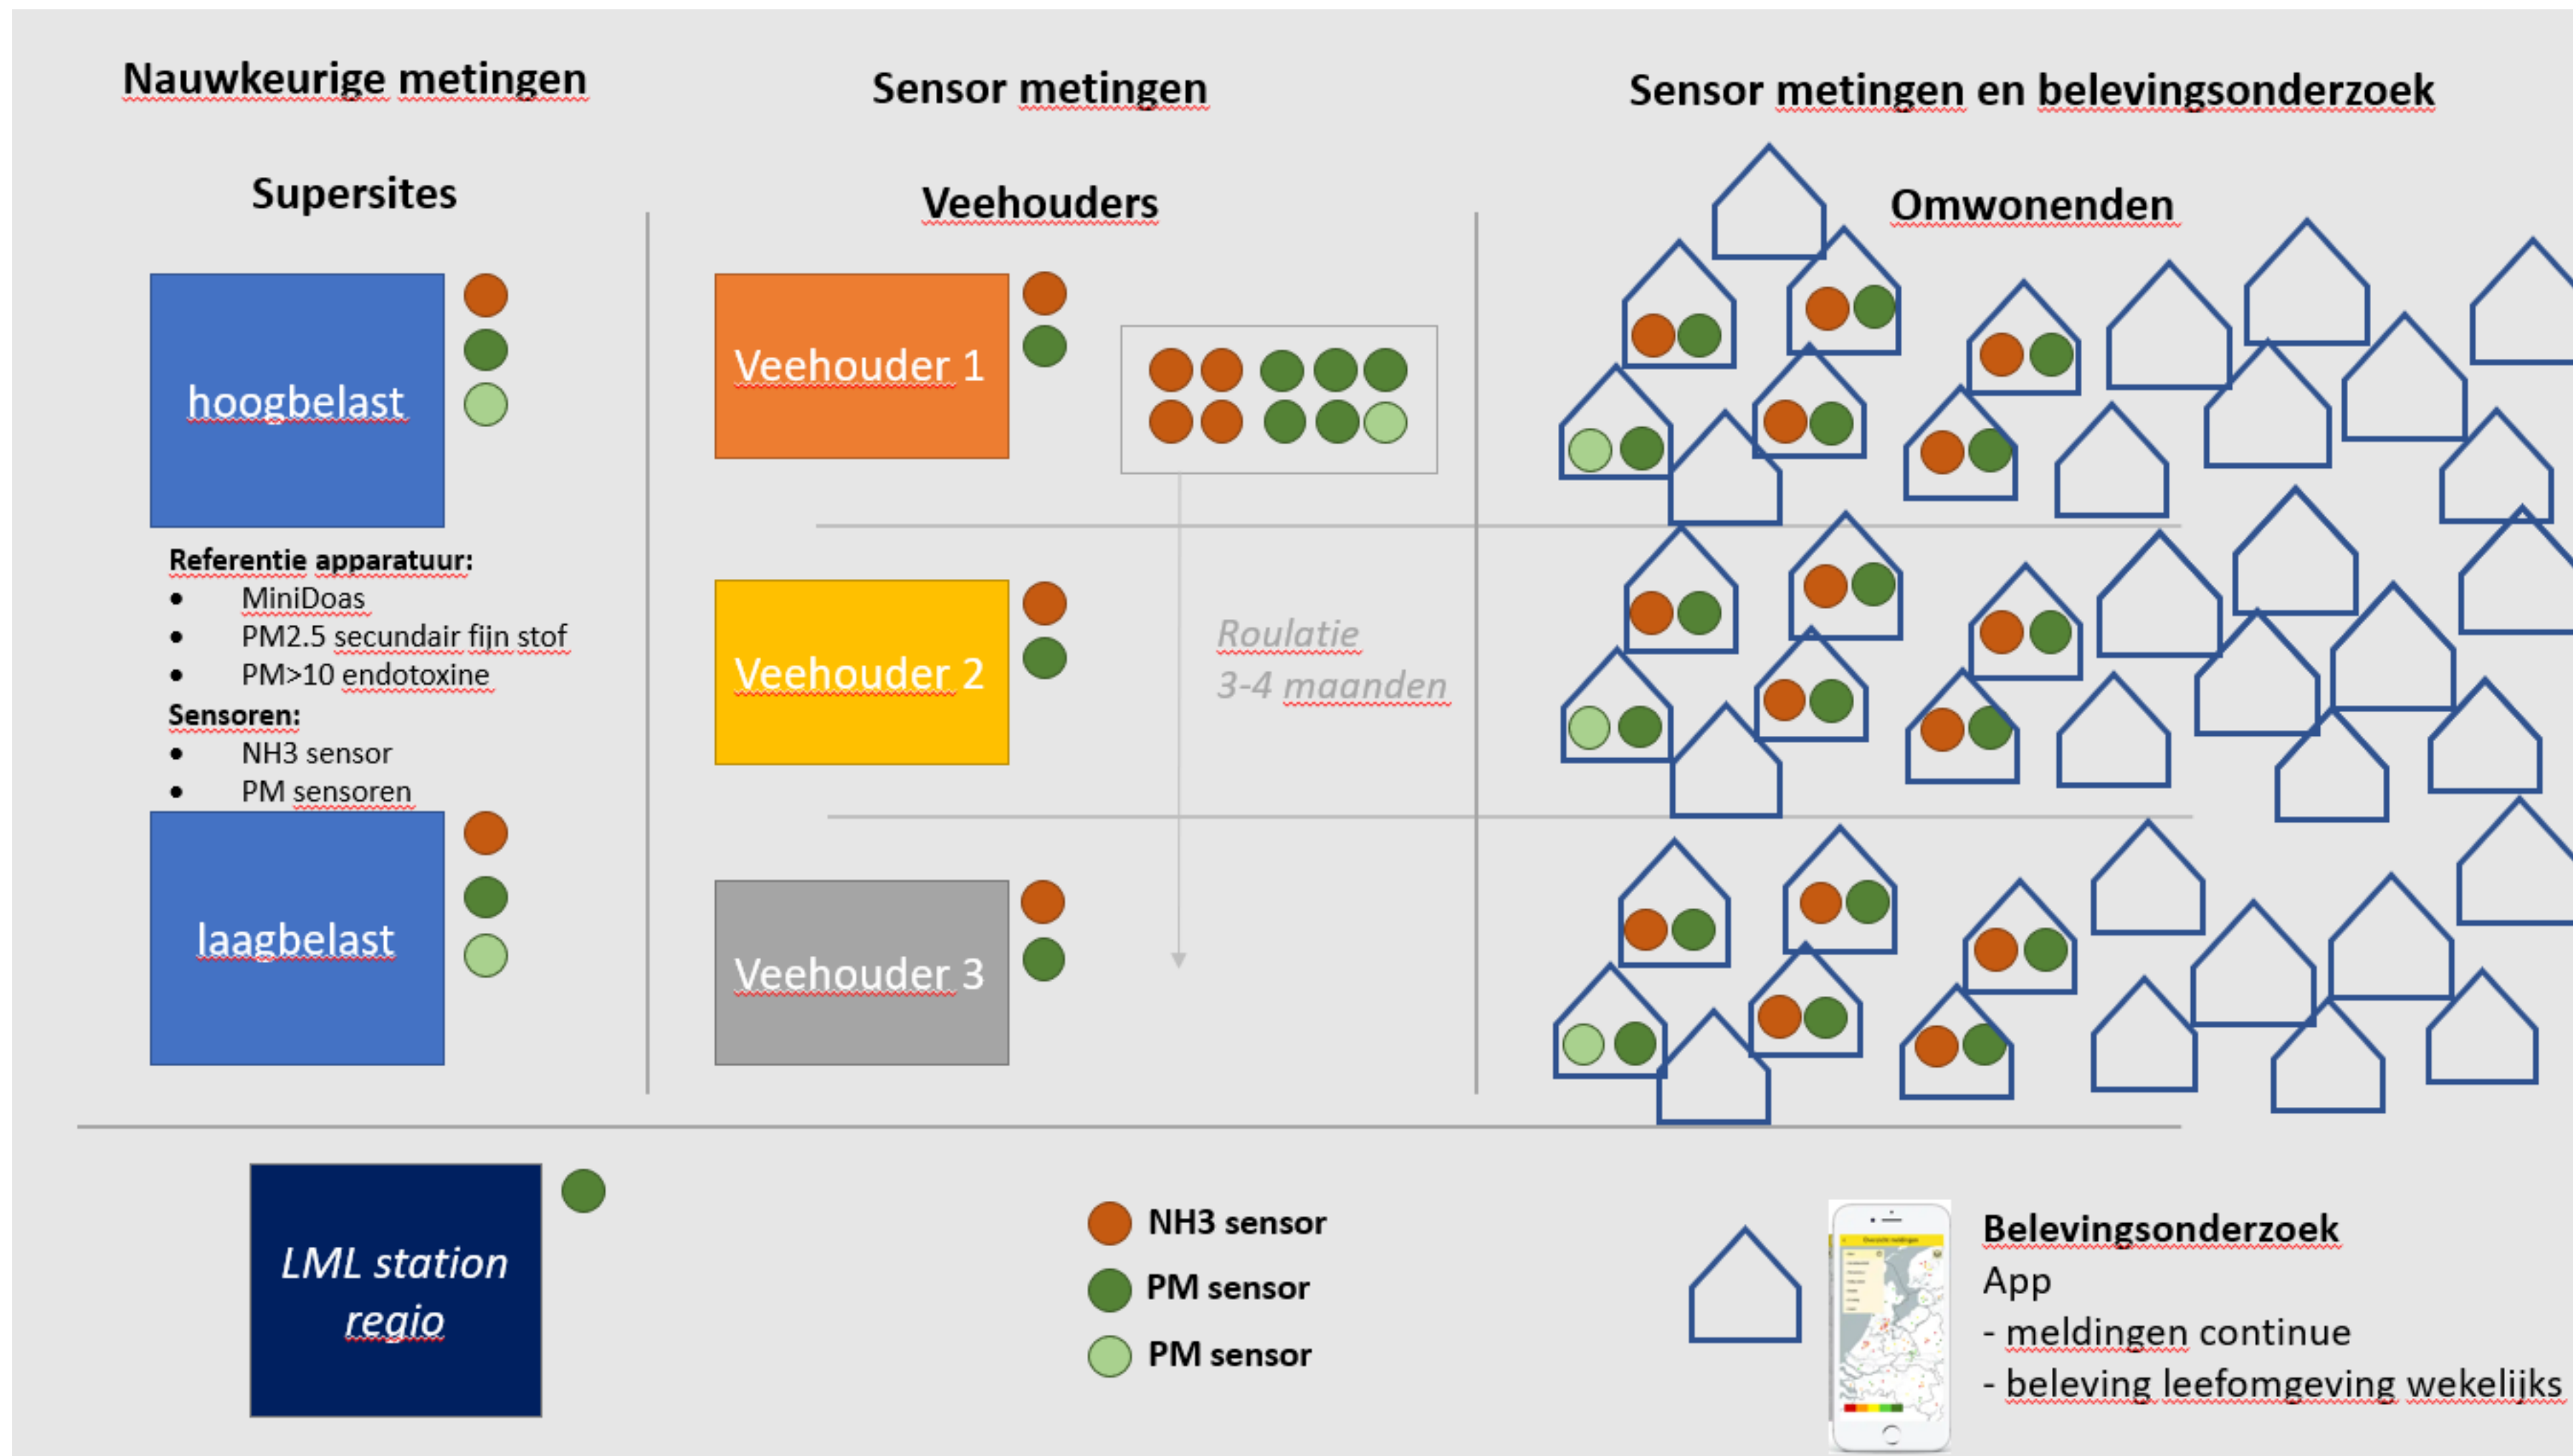 Nauwkeurige metingen
Sensor metingen
Sensor metingen en belevingsonderzoek
Supersites
Veehouders
Omwonenden
hoogbelast
Referentie apparatuur:
• MiniDoas
• PM2.5 secundair fijn stof
• PM>10 endotoxine
Sensoren:
• NH3 sensor
• PM sensoren
laagbelast
Veehouder 1
Veehouder 2
Veehouder 3
Roulatie
3-4 maanden
LML station
regio
NH3 sensor
PM sensor
PM sensor
Belevingsonderzoek
App
- meldingen continue
- beleving leefomgeving wekelijks